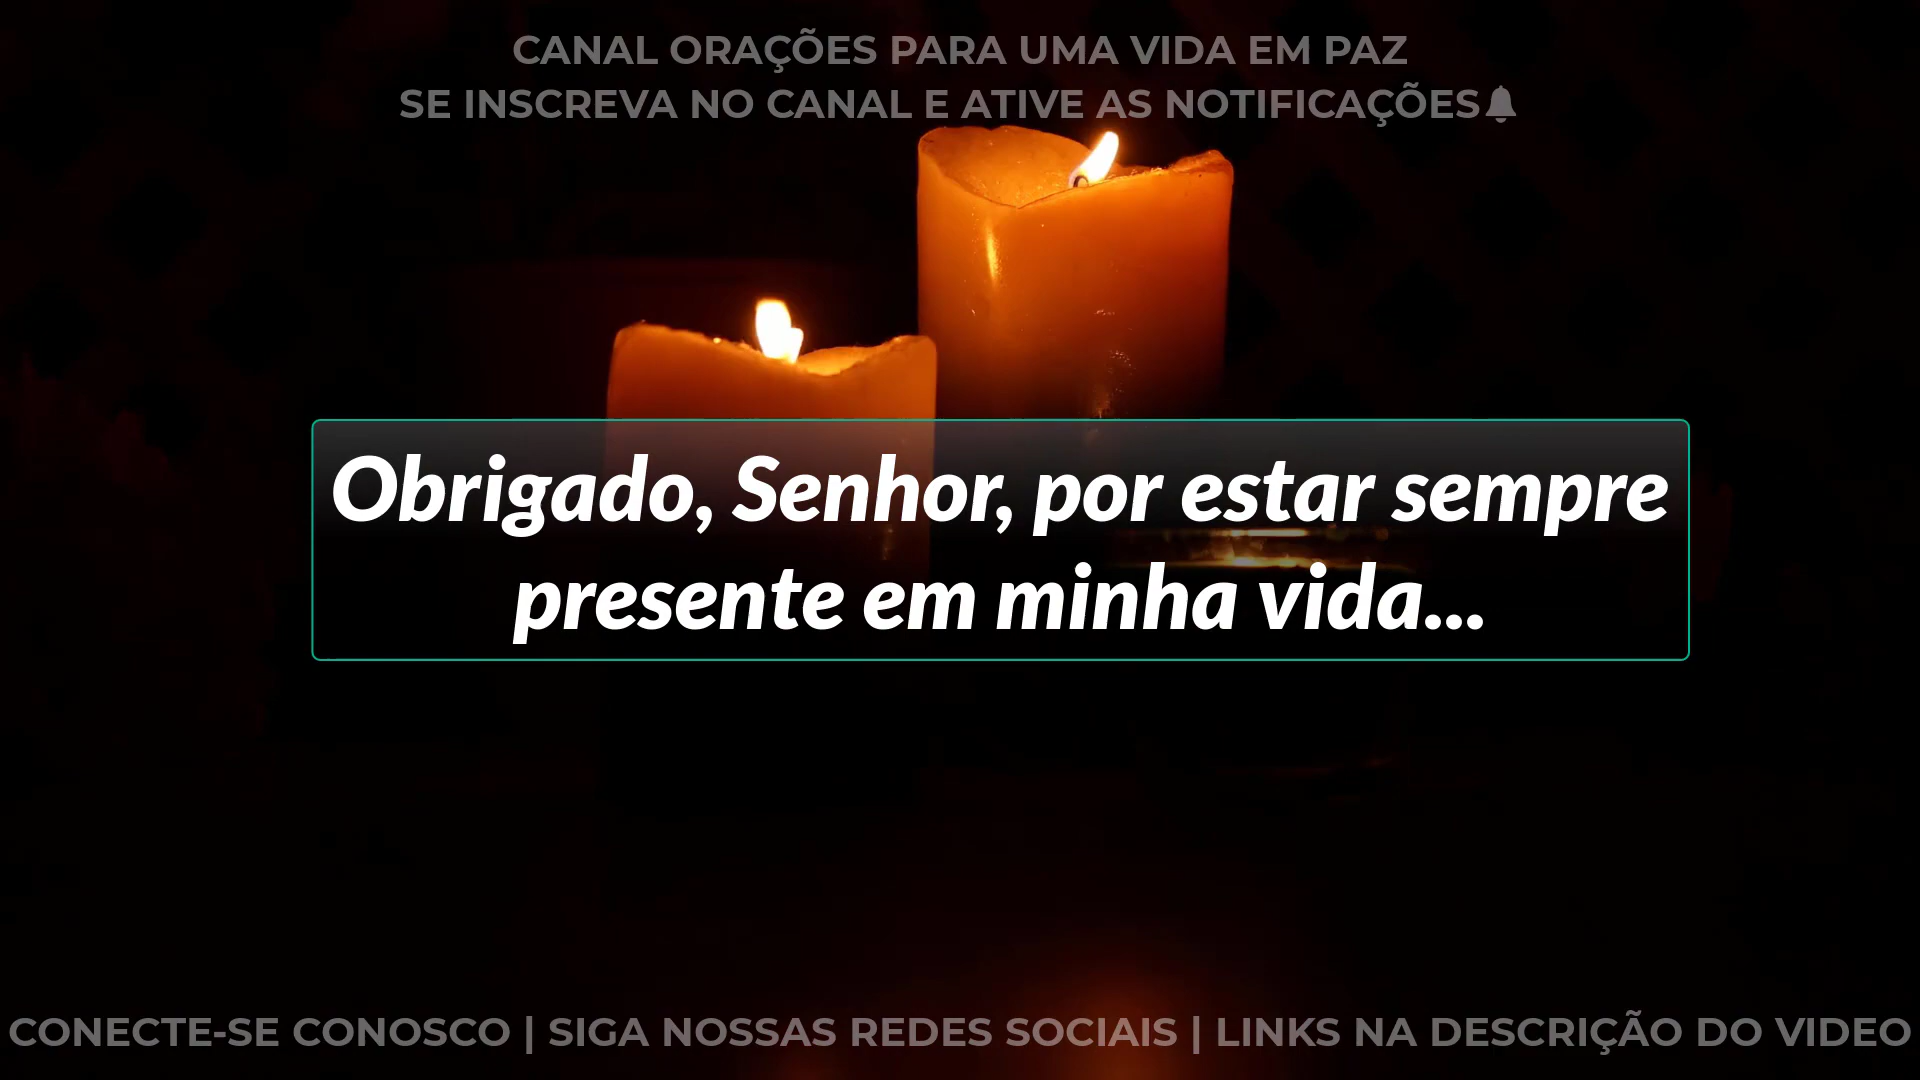 CANAL ORAÇÕES PARA UMA VIDA EM PAZ
SE INSCREVA NO CANAL E ATIVE AS NOTIFICAÇÕES
Obrigado, Senhor, por estar sempre
presente em minha vida...
CONECTE-SE CONOSCO | SIGA NOSSAS REDES SOCIAIS | LINKS NA DESCRIÇÃO DO VIDEO